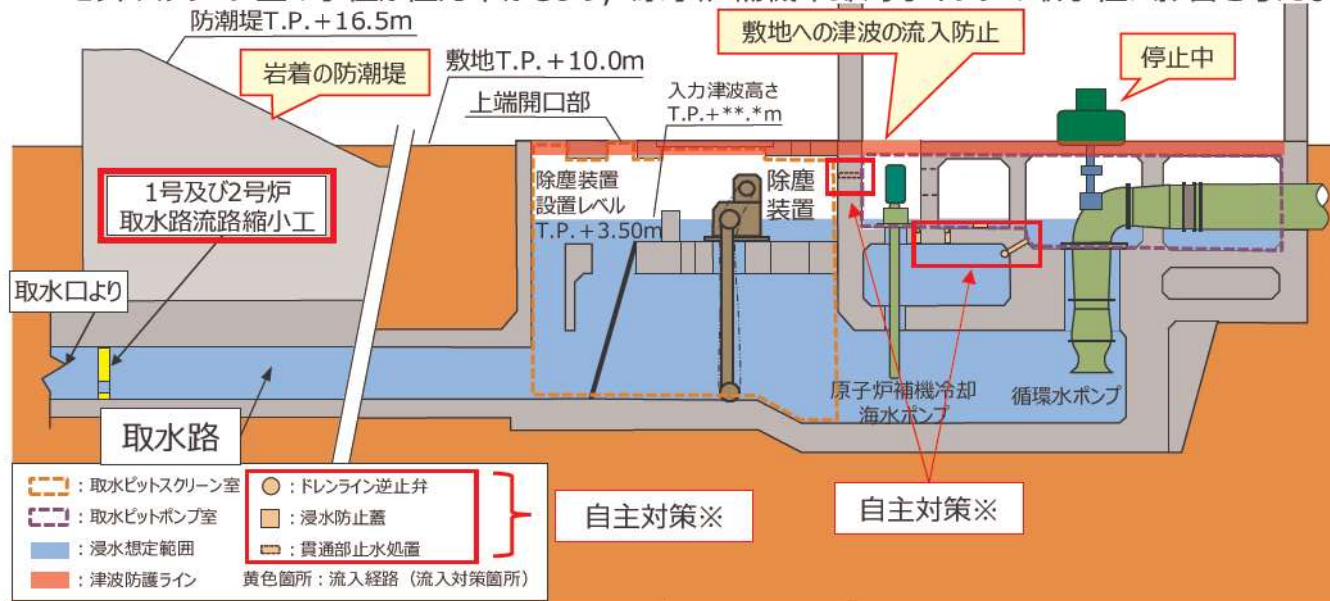 防潮堤T.P.+16.5m
敷地への津波の流入防止
停止中
岩着の防潮堤
敷地T.P.+10.0m
上端開口部
入力津波高さ
T.P.+**.*m
1号及び2号炉
取水路流路縮小工
除塵装置
設置レベル
T.P.+3.50m
除塵
装置
取水口より
取水路
原子炉補機冷却
海水ポンプ
循環水ポンプ
:取水ピットスクリーン室
:取水ピットポンプ室
:浸水想定範囲
:津波防護ライン
:ドレンライン逆止弁
:浸水防止蓋
:貫通部止水処置
黄色箇所:流入経路(流入対策箇所)
自主対策※
自主対策※